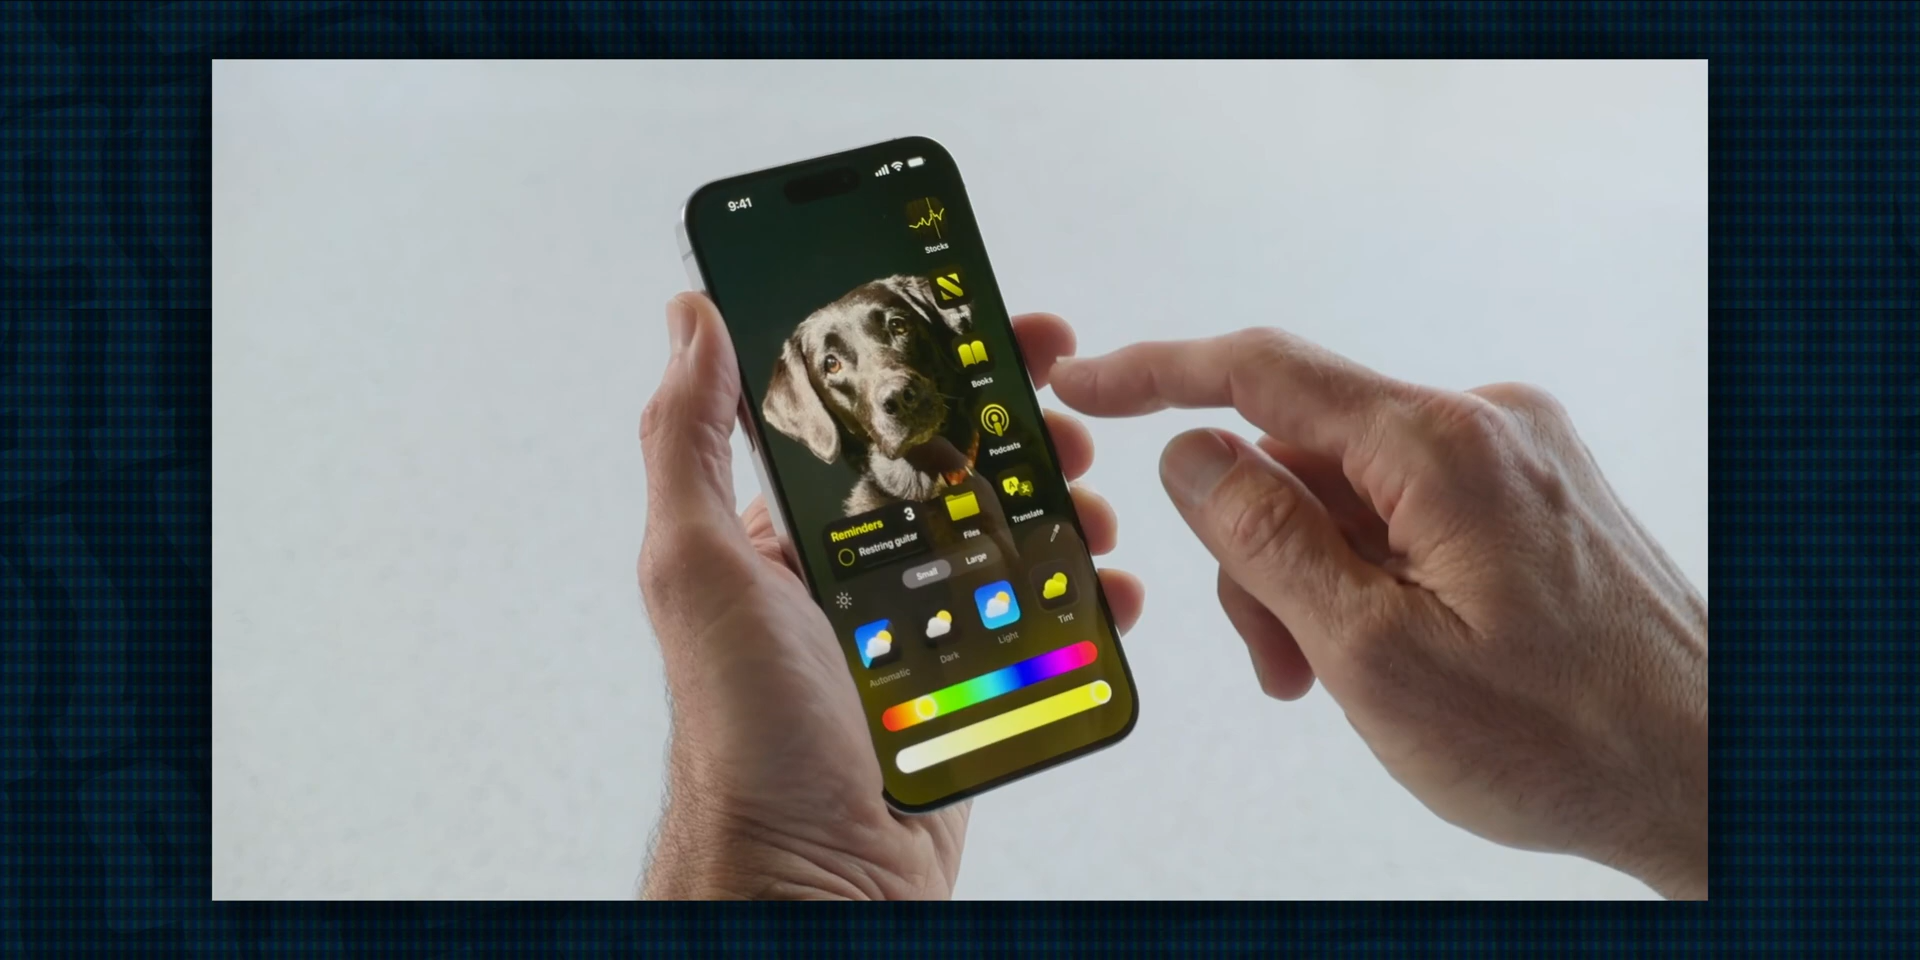 9:41
Stocks
Books
Podcasts
Translate
Files
Reminders 3
Restring guitar
Small Large
Automatic Dark Light Tint